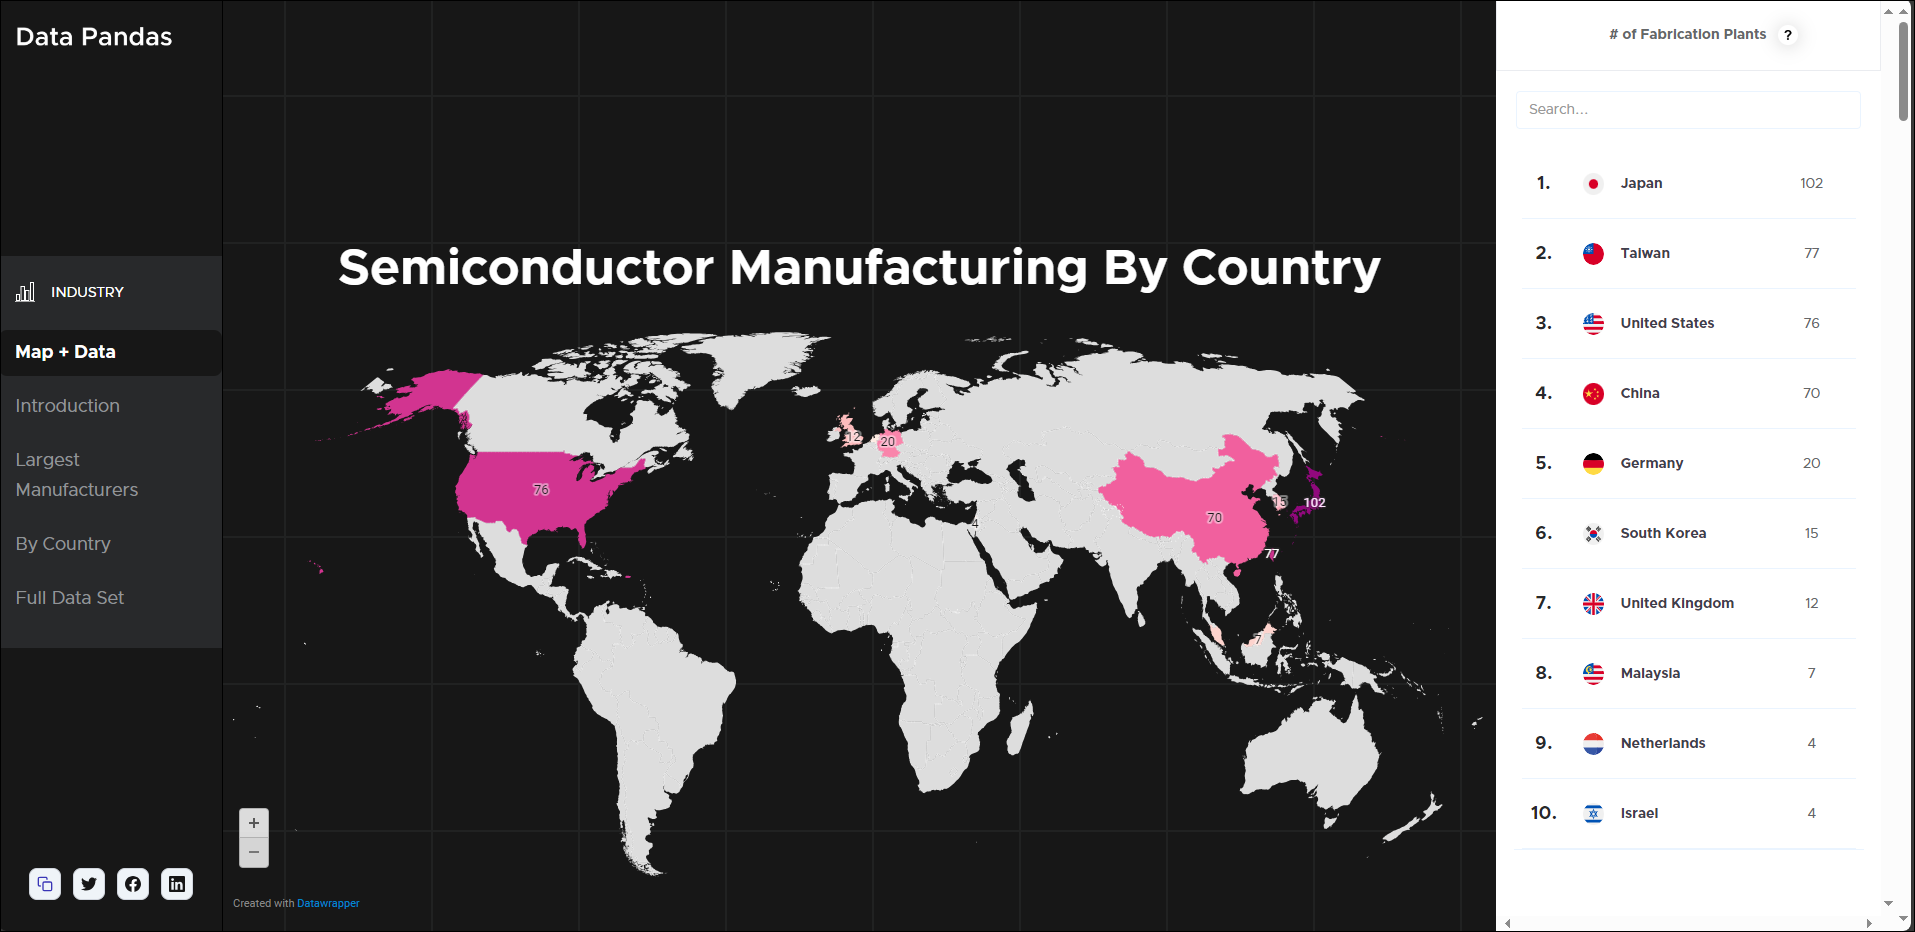 Data Pandas
INDUSTRY
Map + Data
Introduction
Largest
Manufacturers
By Country
Full Data Set
Semiconductor Manufacturing By Country
76
12
20
4
70
15
102
77
7
+
−
Created with Datawrapper
# of Fabrication Plants ?
Search...
1. Japan 102
2. Taiwan 77
3. United States 76
4. China 70
5. Germany 20
6. South Korea 15
7. United Kingdom 12
8. Malaysia 7
9. Netherlands 4
10. Israel 4